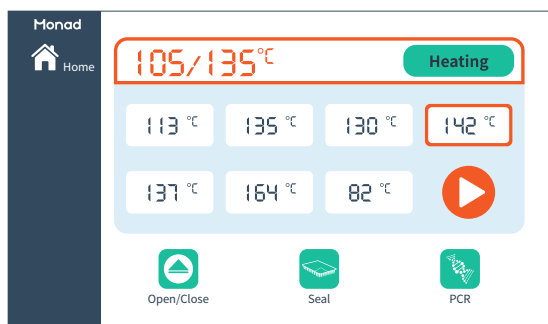 Monad
Home
105/135℃
Heating
113 ℃
135 ℃
130 ℃
142 ℃
137 ℃
164 ℃
82 ℃
Open/Close
Seal
PCR